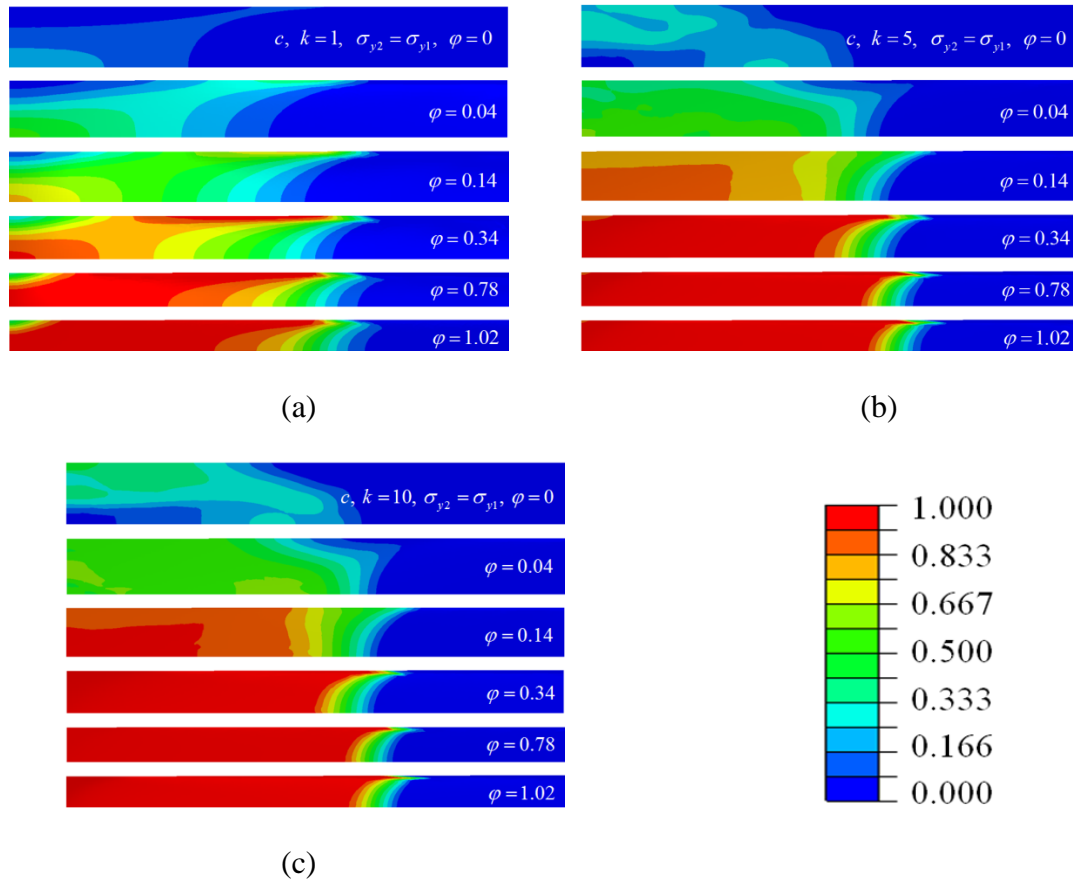 c, k=1, σy2=σy1, φ=0
φ=0.04
φ=0.14
φ=0.34
φ=0.78
φ=1.02
(a)
c, k=5, σy2=σy1, φ=0
φ=0.04
φ=0.14
φ=0.34
φ=0.78
φ=1.02
(b)
c, k=10, σy2=σy1, φ=0
φ=0.04
φ=0.14
φ=0.34
φ=0.78
φ=1.02
(c)
1.000
0.833
0.667
0.500
0.333
0.166
0.000